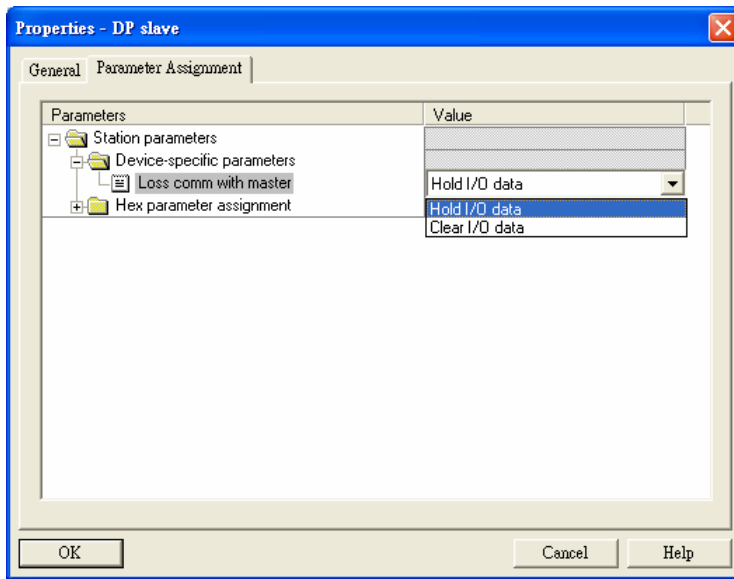 Properties - DP slave
General Parameter Assignment
Parameters Value
Station parameters
Device-specific parameters
Loss comm with master Hold I/O data
Hex parameter assignment Hold I/O data
Clear I/O data
OK Cancel Help